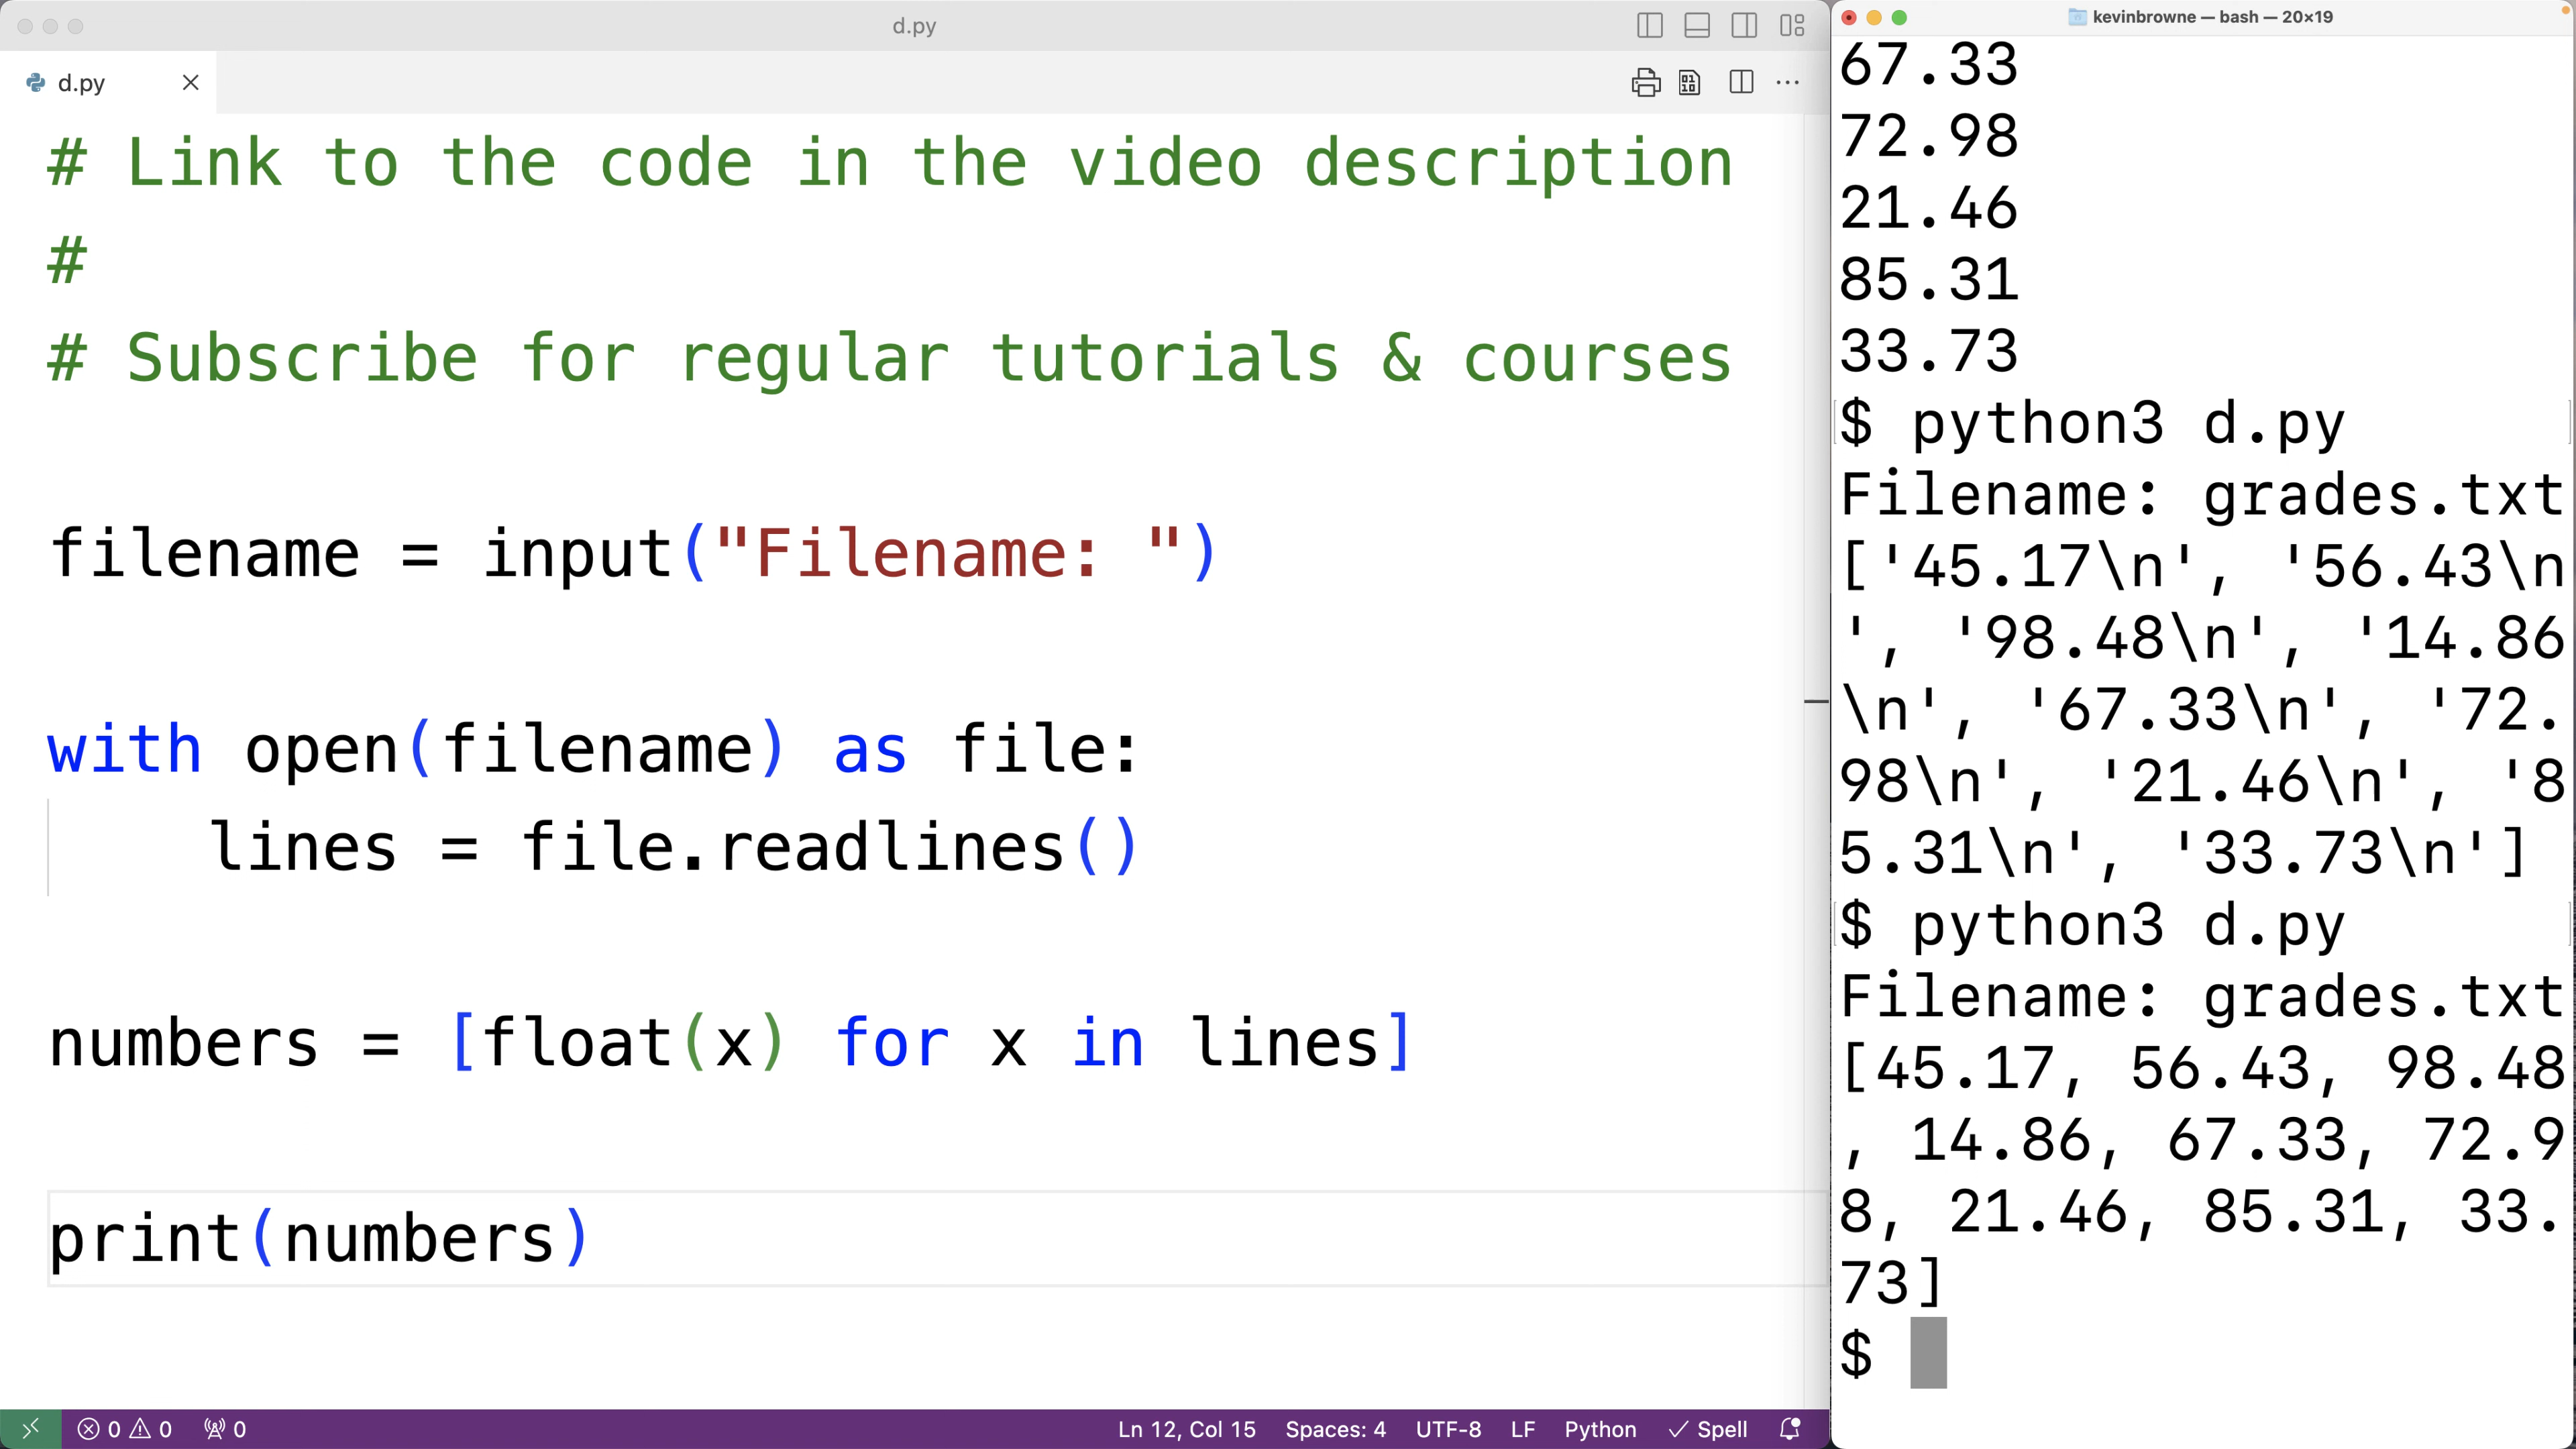 d.py
d.py
# Link to the code in the video description
#
# Subscribe for regular tutorials & courses
filename = input("Filename: ")
with open(filename) as file:
    lines = file.readlines()
numbers = [float(x) for x in lines]
print(numbers)
0 0 0 Ln 12, Col 15 Spaces: 4 UTF-8 LF Python Spell
kevinbrowne — bash — 20×19
67.33
72.98
21.46
85.31
33.73
$ python3 d.py
Filename: grades.txt
['45.17\n', '56.43\n
', '98.48\n', '14.86
\n', '67.33\n', '72.
98\n', '21.46\n', '8
5.31\n', '33.73\n']
$ python3 d.py
Filename: grades.txt
[45.17, 56.43, 98.48
, 14.86, 67.33, 72.9
8, 21.46, 85.31, 33.
73]
$